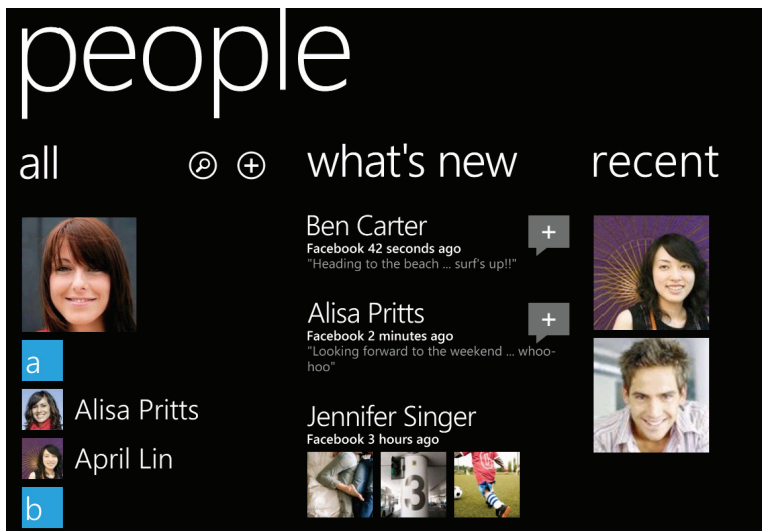 people
all
a
Alisa Pritts
April Lin
b
what's new
Ben Carter
Facebook 42 seconds ago
"Heading to the beach ... surf's up!!"
Alisa Pritts
Facebook 2 minutes ago
"Looking forward to the weekend ... whoo-
hoo"
Jennifer Singer
Facebook 3 hours ago
3
recent